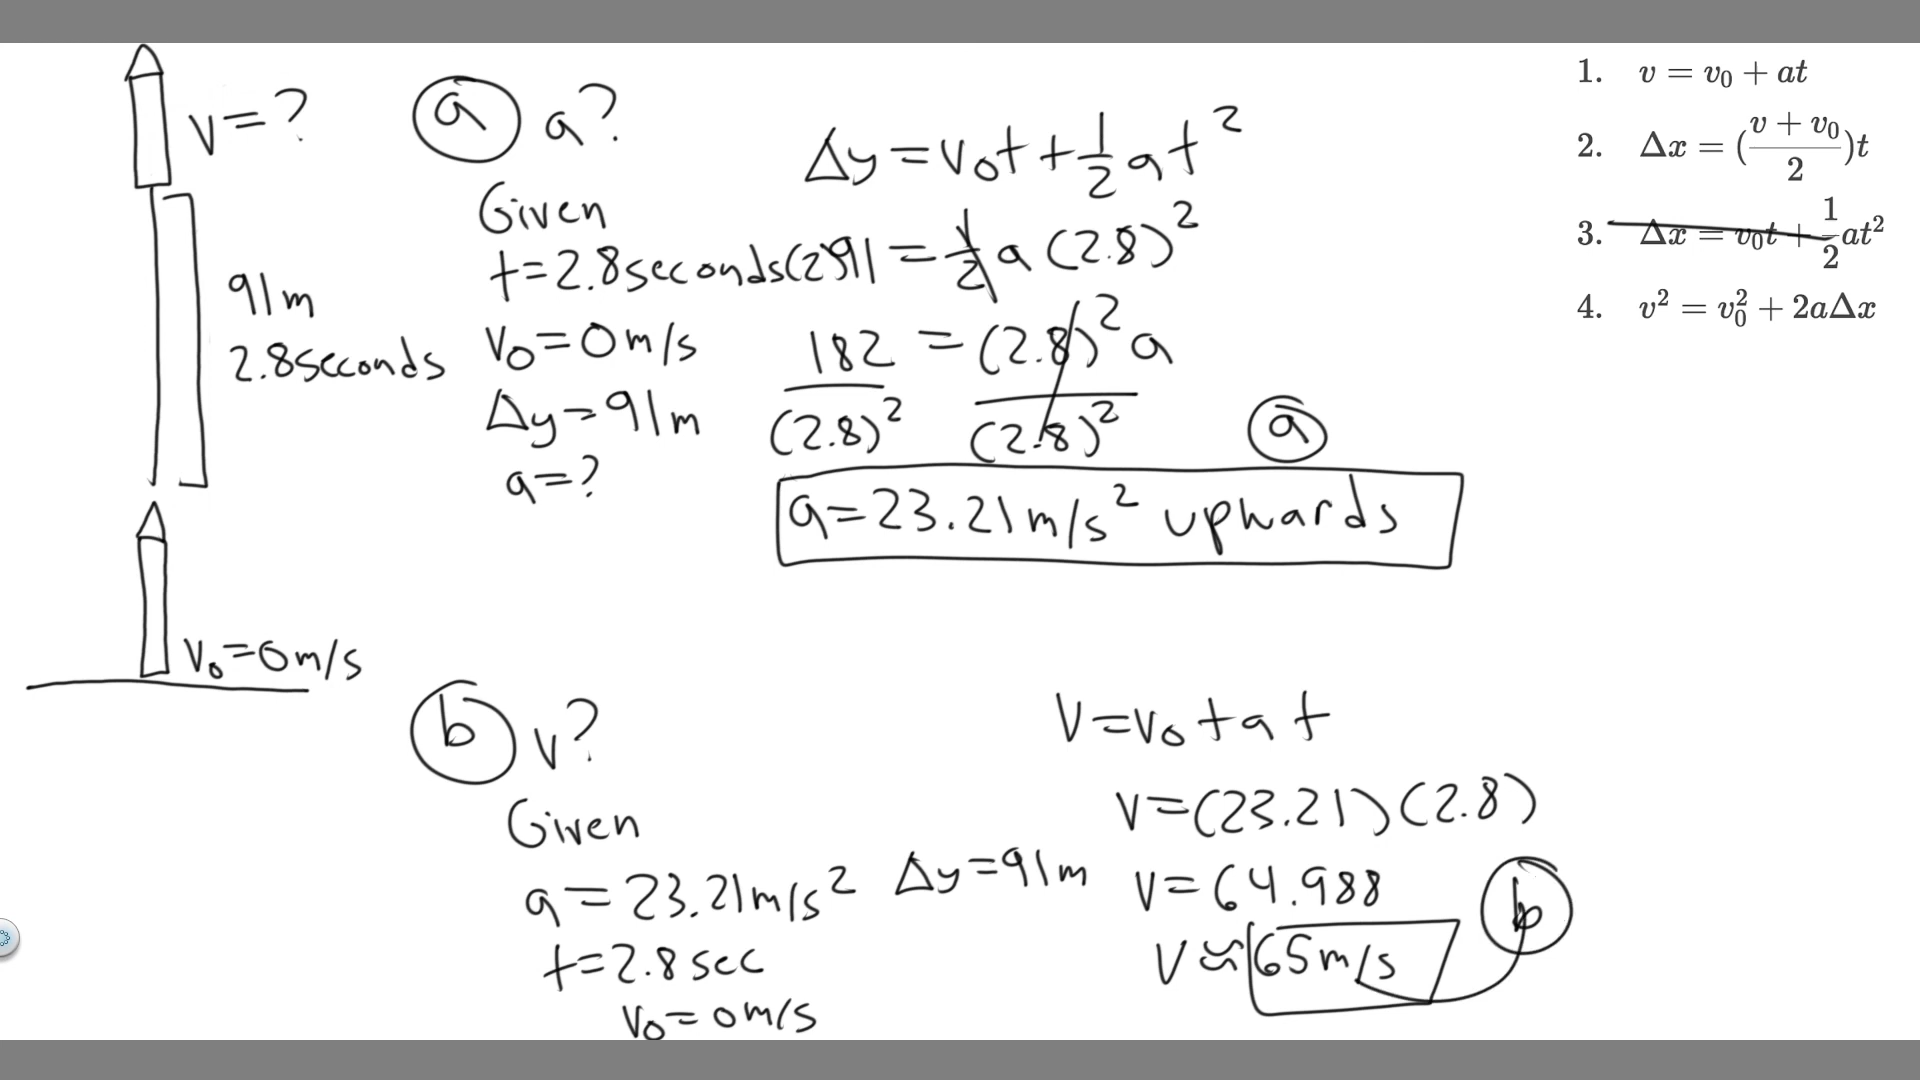 v=?
91m
2.8seconds
v₀=0m/s
ⓐ a?
Given
t=2.8seconds
v₀=0m/s
Δy=91m
a=?
Δy=v₀t+½at²
(2)91=½a(2.8)²
182/(2.8)² = (2.8)²a/(2.8)²
ⓐ
a=23.21m/s² upwards
ⓑ v?
Given
a=23.21m/s² Δy=91m
t=2.8sec
v₀=0m/s
v=v₀+at
v=(23.21)(2.8)
v=64.988
v≈65m/s
ⓑ
1. v = v₀ + at
2. Δx = ((v + v₀)/2)t
3. Δx = v₀t + ½at²
4. v² = v₀² + 2aΔx